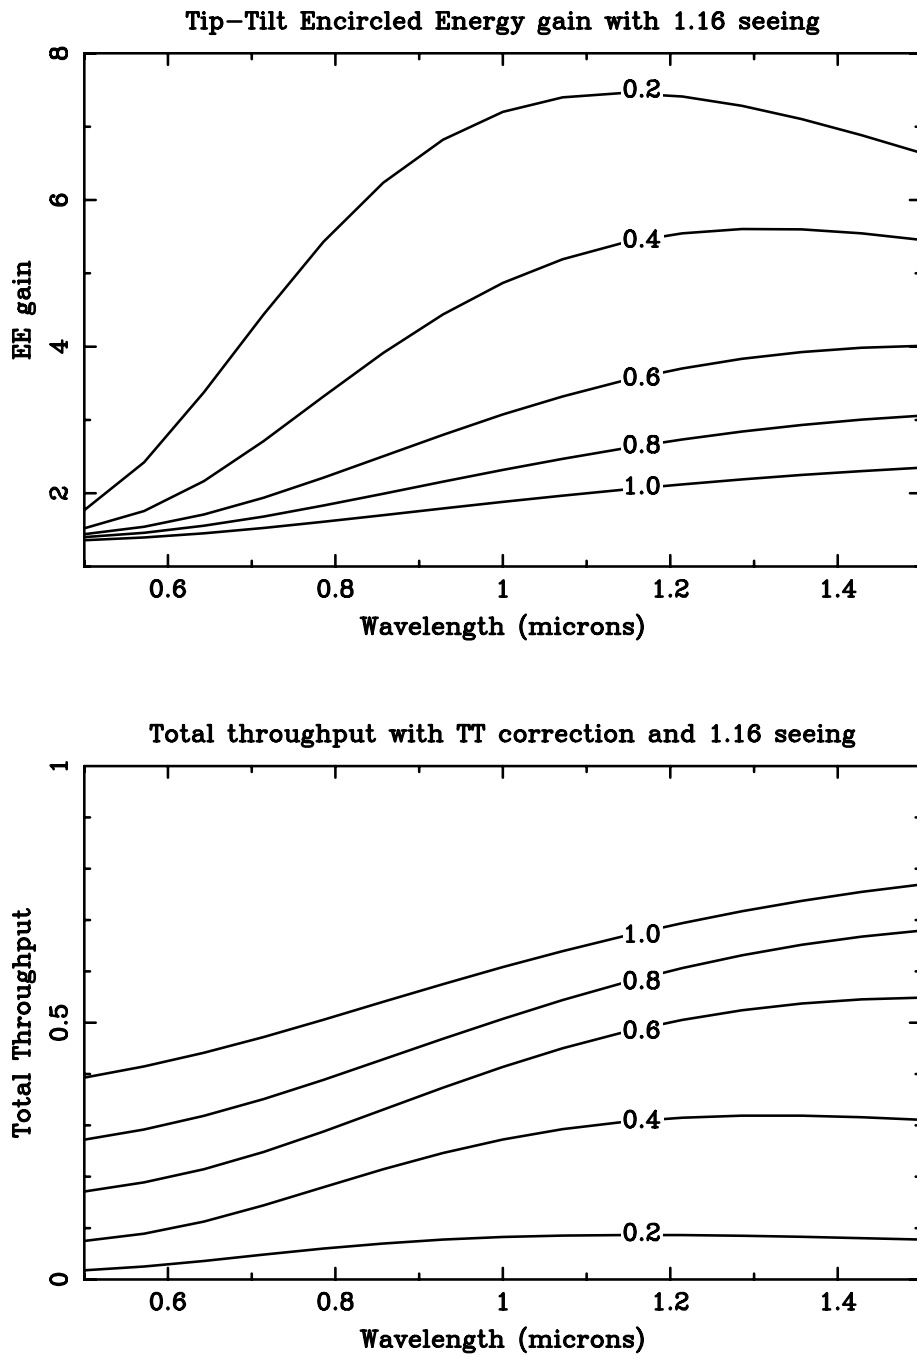 Tip-Tilt Encircled Energy gain with 1.16 seeing
8
6
4
2
EE gain
0.2
0.4
0.6
0.8
1.0
0.6 0.8 1 1.2 1.4
Wavelength (microns)
Total throughput with TT correction and 1.16 seeing
1
0.5
0
Total Throughput
1.0
0.8
0.6
0.4
0.2
0.6 0.8 1 1.2 1.4
Wavelength (microns)